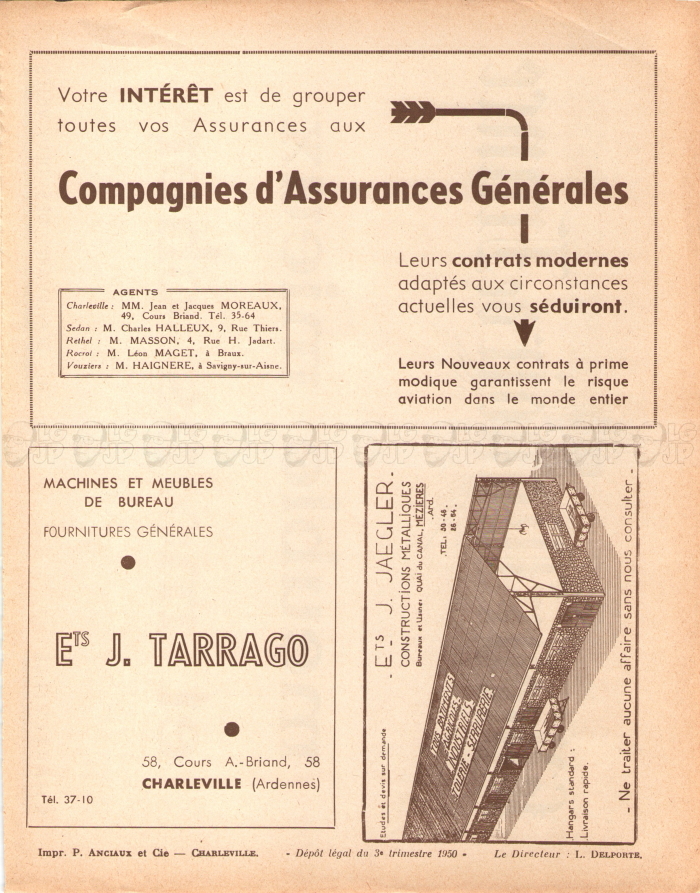 Votre INTÉRÊT est de grouper
toutes vos Assurances aux
Compagnies d'Assurances Générales
Leurs contrats modernes
adaptés aux circonstances
actuelles vous séduiront.
Leurs Nouveaux contrats à prime
modique garantissent le risque
aviation dans le monde entier
AGENTS
Charleville : MM. Jean et Jacques MOREAUX,
49, Cours Briand. Tél. 35-64
Sedan : M. Charles HALLEUX, 9, Rue Thiers.
Rethel : M. MASSON, 4, Rue H. Jadart.
Rocroi : M. Léon MAGET, à Braux.
Vouziers : M. HAIGNERE, à Savigny-sur-Aisne.
MACHINES ET MEUBLES
DE BUREAU
FOURNITURES GÉNÉRALES
ETS J. TARRAGO
58, Cours A.-Briand, 58
CHARLEVILLE (Ardennes)
Tél. 37-10
- ETS J. JAEGLER -
CONSTRUCTIONS MÉTALLIQUES
Bureaux et Usine: QUAI du CANAL, MÉZIÈRES
Ard.
TEL:
Etudes et devis sur demande
INDUSTRIELS
TOLERIE - SERRURERIE
Hangars standard :
Livraison rapide.
- Ne traiter aucune affaire sans nous consulter -
Impr. P. ANCIAUX et Cie — CHARLEVILLE. - Dépôt légal du 3e trimestre 1950 - Le Directeur : L. DELPORTE.